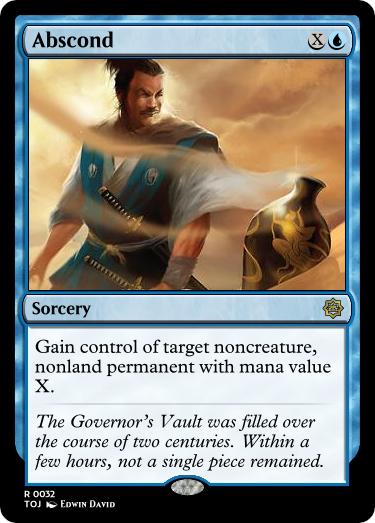 Abscond X
Sorcery
Gain control of target noncreature,
nonland permanent with mana value
X.
The Governor's Vault was filled over
the course of two centuries. Within a
few hours, not a single piece remained.
R 0032
TOJ Edwin David